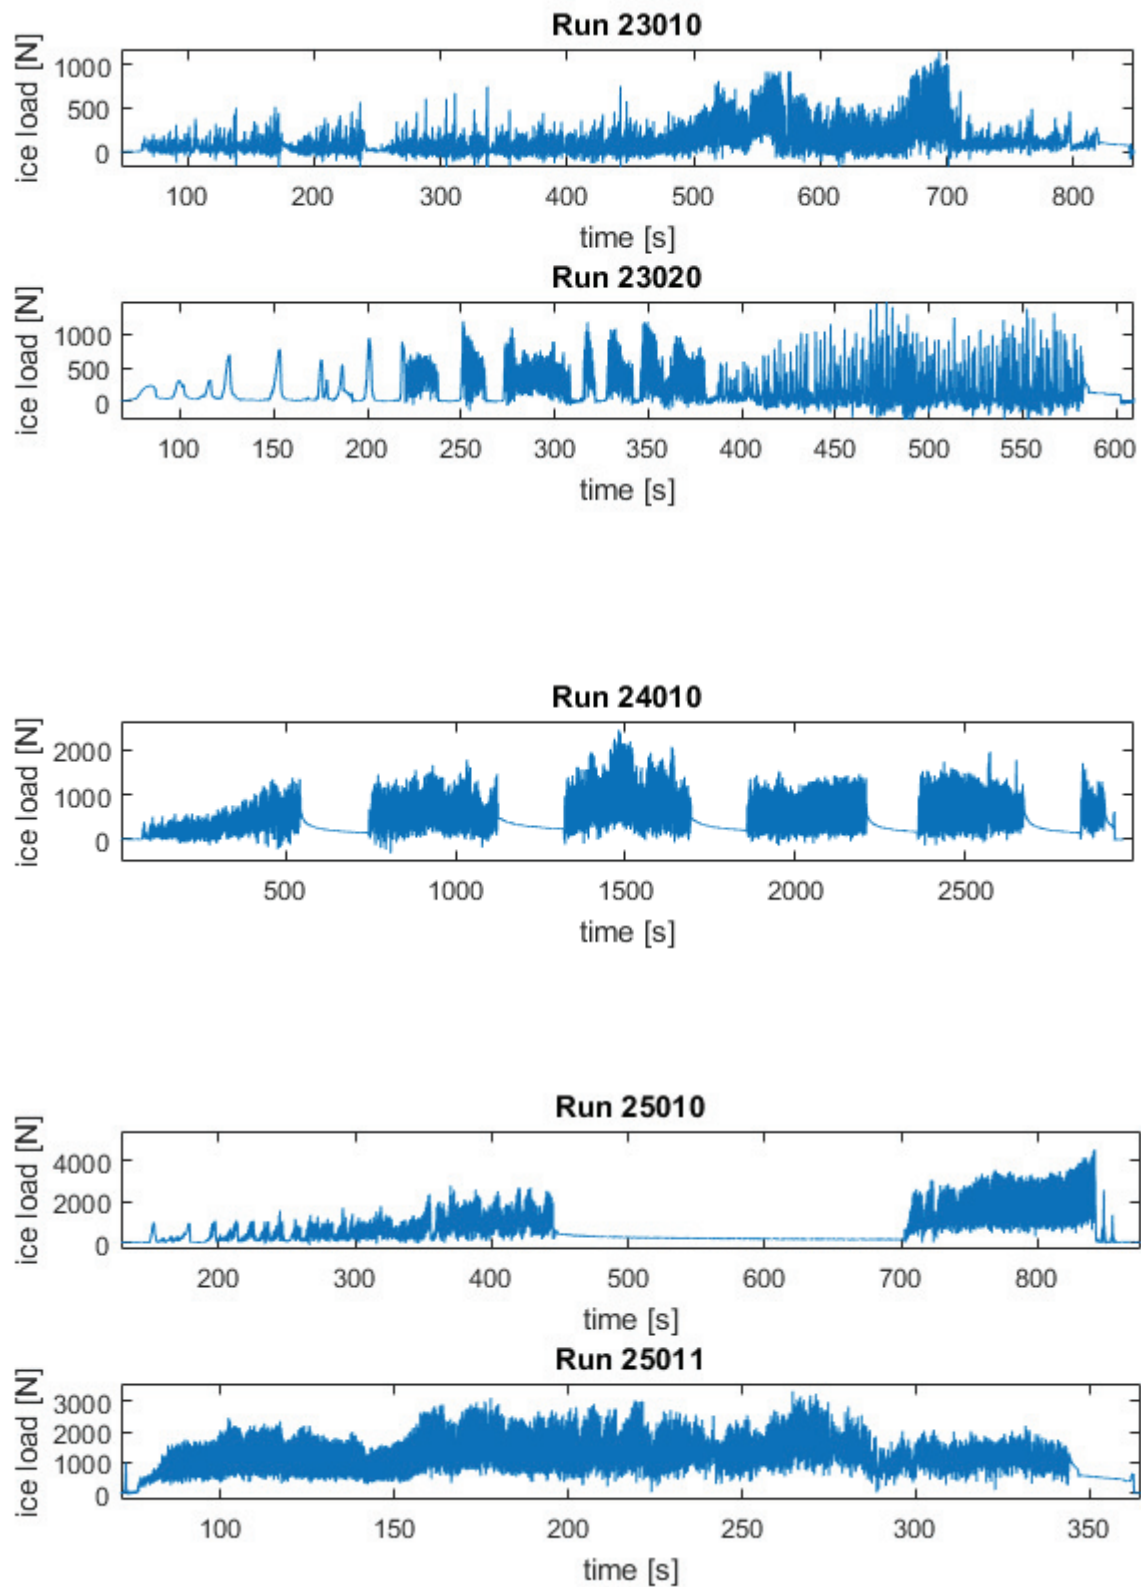 Run 23010
ice load [N]
1000
500
0
100 200 300 400 500 600 700 800
time [s]
Run 23020
ice load [N]
1000
500
0
100 150 200 250 300 350 400 450 500 550 600
time [s]
Run 24010
ice load [N]
2000
1000
0
500 1000 1500 2000 2500
time [s]
Run 25010
ice load [N]
4000
2000
0
200 300 400 500 600 700 800
time [s]
Run 25011
ice load [N]
3000
2000
1000
0
100 150 200 250 300 350
time [s]